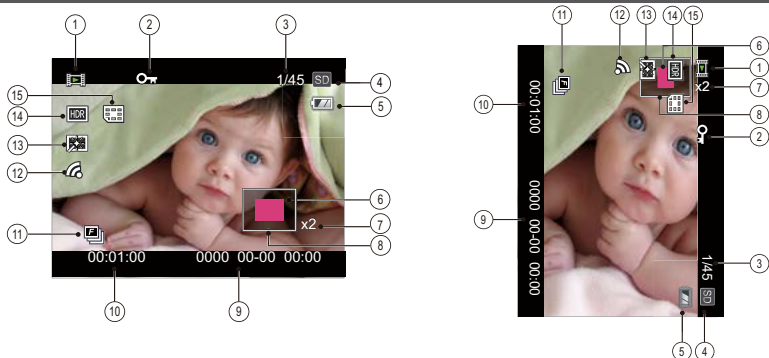 1 2 3
1/45 SD 4
5
15
14 HDR
13
12
6
x2 7
11 F 8
00:01:00 0000 00-00 00:00
10 9
11 12 13 14 15
6
F HDR 1
x2 7
10 00:01:00 8
2
9 0000 00-00 00:00
1/45 3
SD
5 4